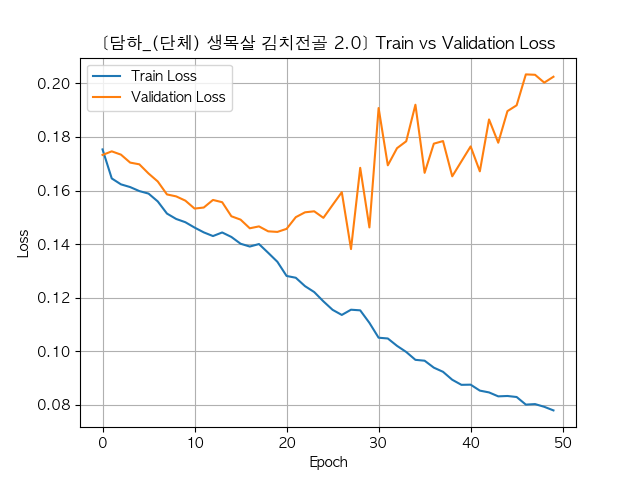 [담하_(단체) 생목살 김치전골 2.0] Train vs Validation Loss
Train Loss
Validation Loss
0.20
0.18
0.16
0.14
0.12
0.10
0.08
Loss
0
10
20
30
40
50
Epoch